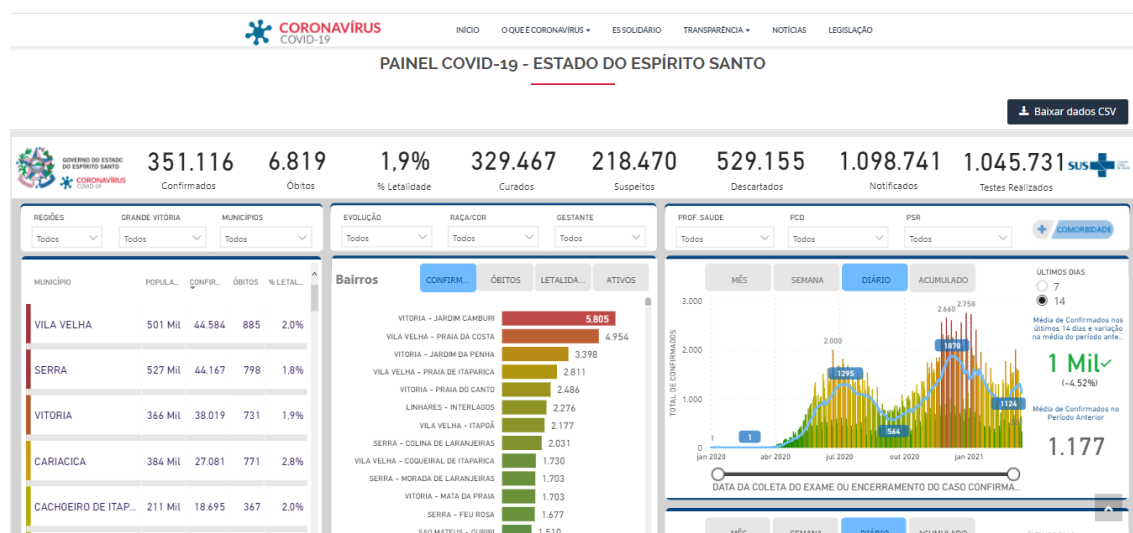 CORONAVÍRUS
COVID-19
INÍCIO
O QUE É CORONAVÍRUS
ES SOLIDÁRIO
TRANSPARÊNCIA
NOTÍCIAS
LEGISLAÇÃO
PAINEL COVID-19 - ESTADO DO ESPÍRITO SANTO
Baixar dados CSV
GOVERNO DO ESTADO
DO ESPÍRITO SANTO
CORONAVÍRUS
COVID-19
351.116
Confirmados
6.819
Óbitos
1,9%
% Letalidade
329.467
Curados
218.470
Suspeitos
529.155
Descartados
1.098.741
Notificados
1.045.731
Testes Realizados
SUS
REGIÕES
Todos
GRANDE VITÓRIA
Todos
MUNICÍPIOS
Todos
MUNICÍPIO POPULA... CONFIR... ÓBITOS % LETAL...
VILA VELHA 501 Mil 44.584 885 2,0%
SERRA 527 Mil 44.167 798 1,8%
VITORIA 366 Mil 38.019 731 1,9%
CARIACICA 384 Mil 27.081 771 2,8%
CACHOEIRO DE ITAP... 211 Mil 18.695 367 2,0%
EVOLUÇÃO
Todos
RAÇA/COR
Todos
GESTANTE
Todos
Bairros
CONFIRM...
ÓBITOS
LETALIDA...
ATIVOS
VITORIA - JARDIM CAMBURI 5.805
VILA VELHA - PRAIA DA COSTA 4.954
VITORIA - JARDIM DA PENHA 3.398
VILA VELHA - PRAIA DE ITAPARICA 2.811
VITORIA - PRAIA DO CANTO 2.486
LINHARES - INTERLAGOS 2.276
VILA VELHA - ITAPOÃ 2.177
SERRA - COLINA DE LARANJEIRAS 2.031
VILA VELHA - COQUEIRAL DE ITAPARICA 1.730
SERRA - MORADA DE LARANJEIRAS 1.703
VITORIA - MATA DA PRAIA 1.703
SERRA - FEU ROSA 1.677
SAO MATEUS - GURIRI 1.510
PROF. SAÚDE
Todos
PCD
Todos
PSR
Todos
COMORBIDADE
MÊS
SEMANA
DIÁRIO
ACUMULADO
TOTAL DE CONFIRMADOS
3.000
2.000
1.000
0
1
1
2.000
1295
564
2.660
2.758
1870
1124
jan 2020
abr 2020
jul 2020
out 2020
jan 2021
DATA DA COLETA DO EXAME OU ENCERRAMENTO DO CASO CONFIRMA...
ÚLTIMOS DIAS
7
14
Média de Confirmados nos
últimos 14 dias e variação
na média do período ante...
1 Mil
(-4.52%)
Média de Confirmados no
Período Anterior
1.177
MÊS
SEMANA
DIÁRIO
ACUMULADO